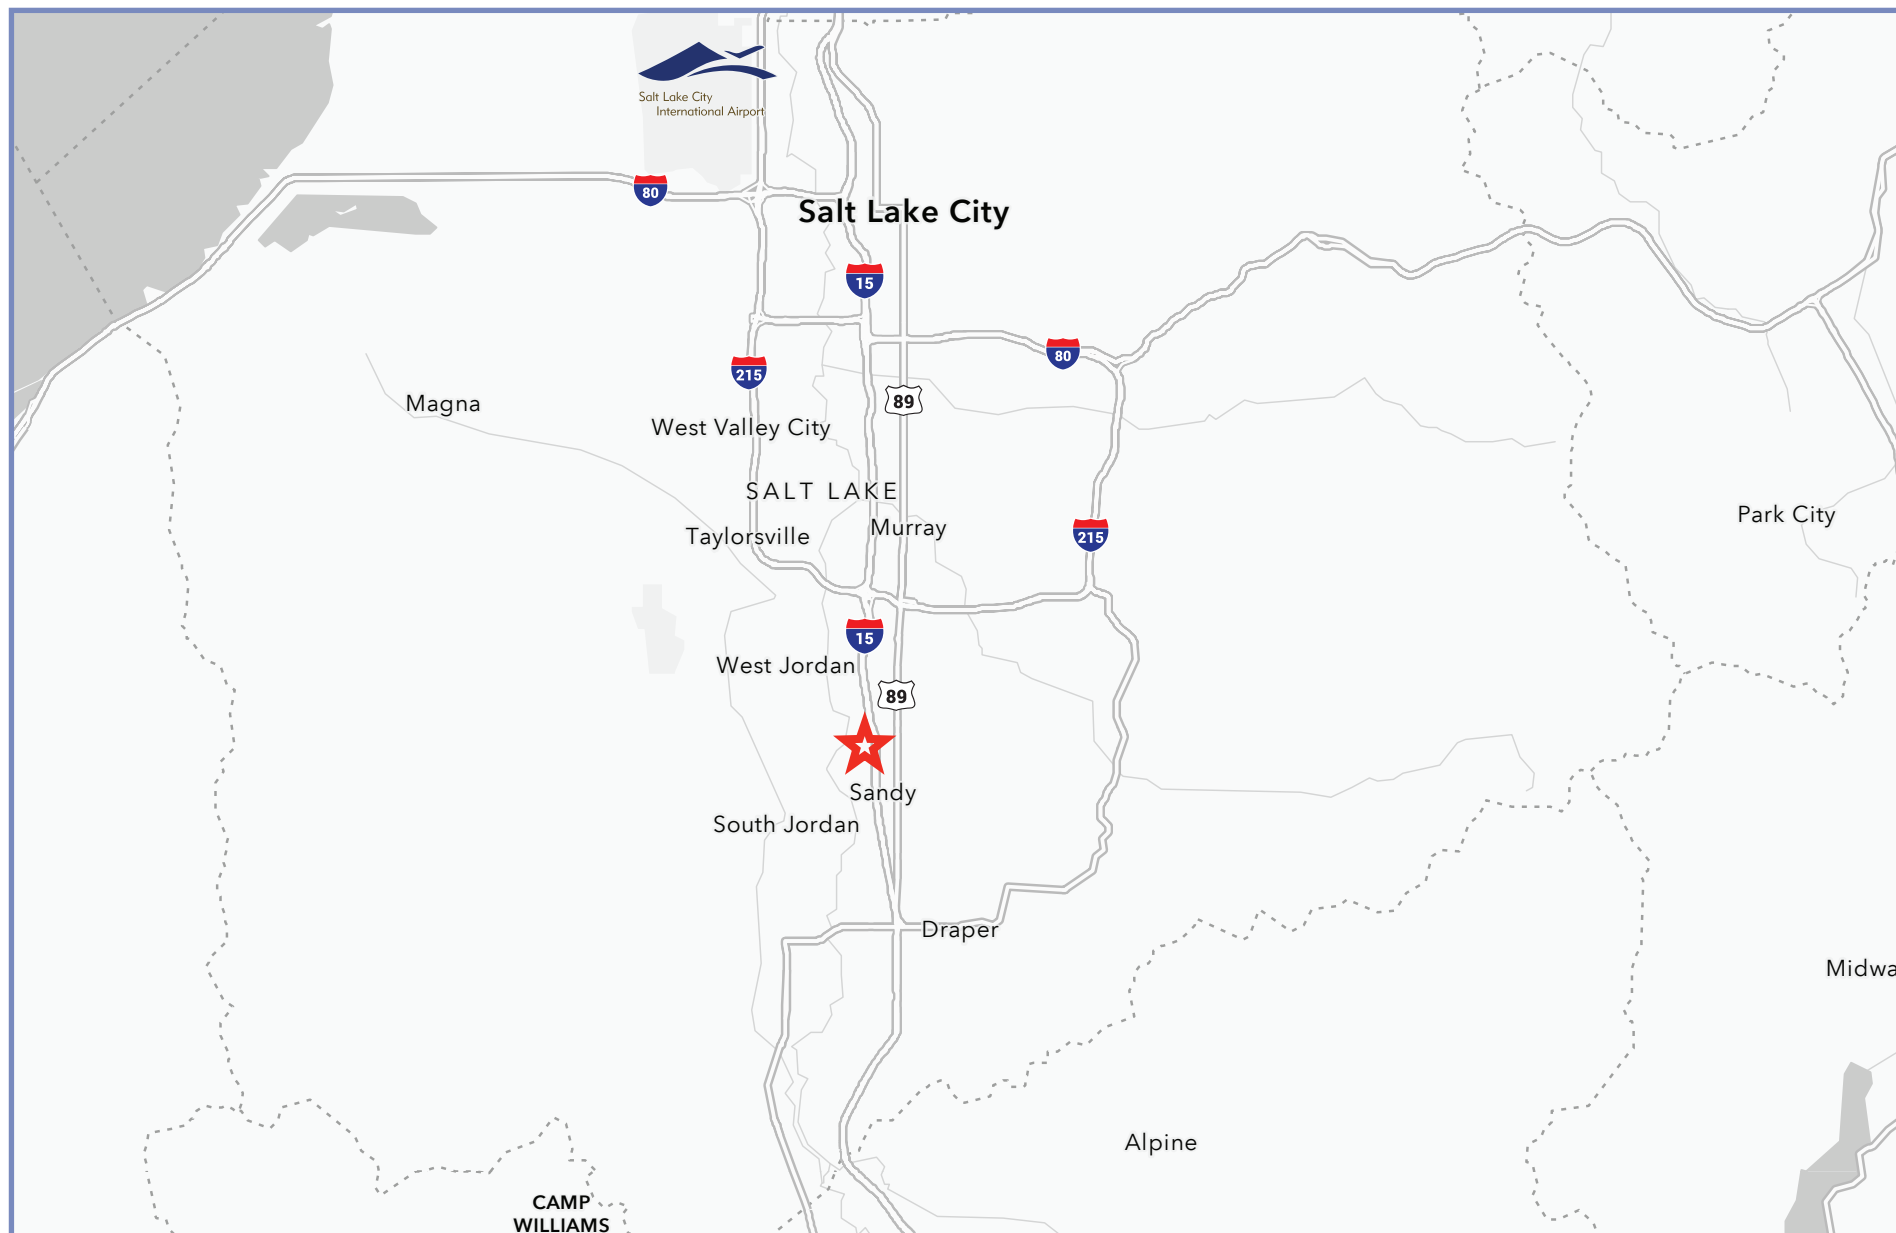 Salt Lake City
International Airport
80
Salt Lake City
15
80
215
89
Magna
West Valley City
SALT LAKE
Park City
Murray
Taylorsville
215
15
West Jordan
89
Sandy
South Jordan
Draper
Midwa
Alpine
CAMP
WILLIAMS